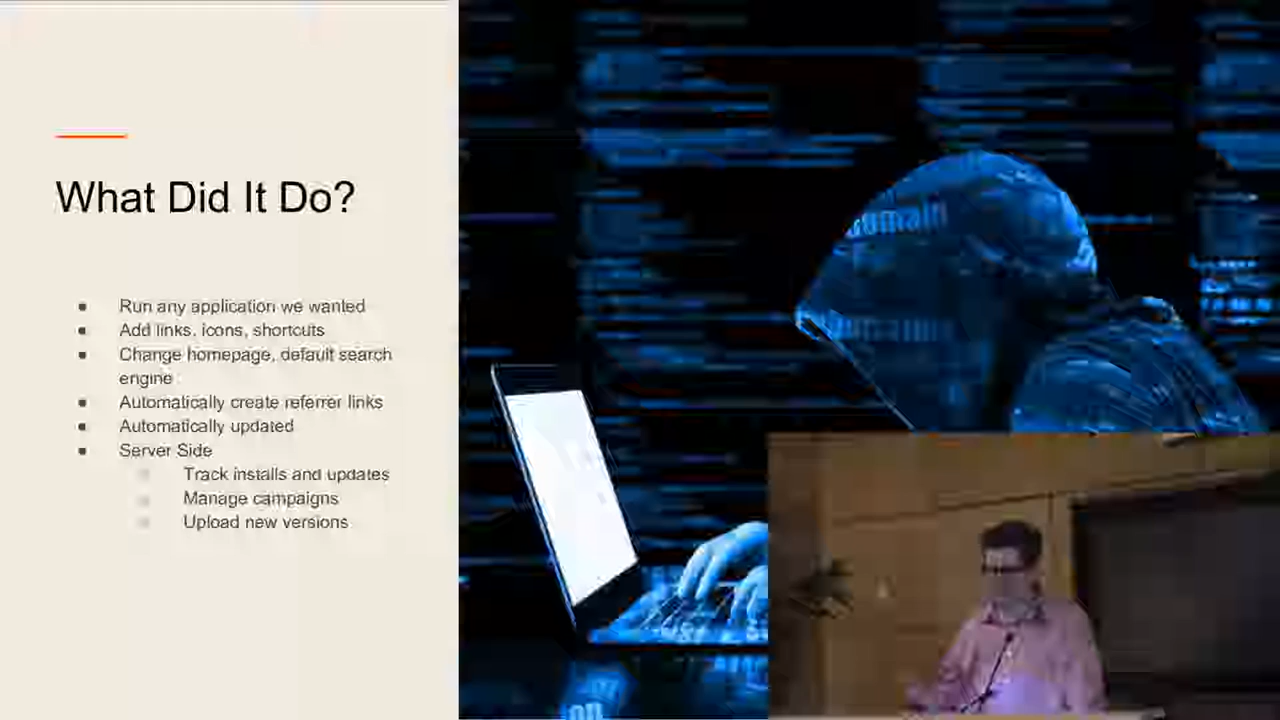 What Did It Do?
Run any application we wanted
Add links, icons, shortcuts
Change homepage, default search
engine
Automatically create referrer links
Automatically updated
Server Side
Track installs and updates
Manage campaigns
Upload new versions
domain